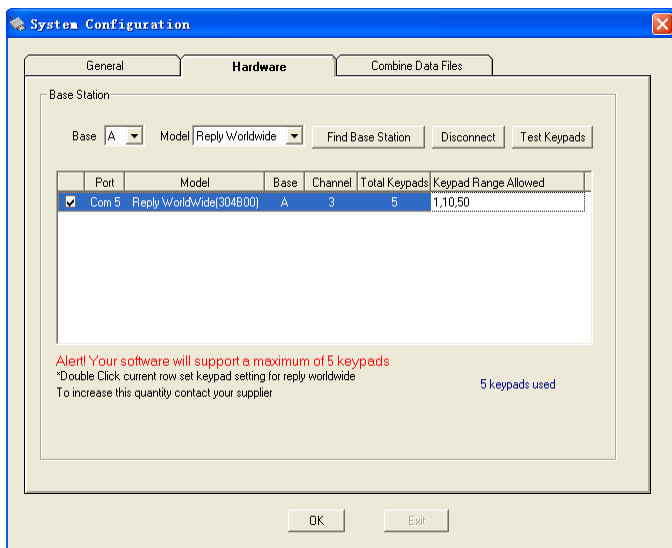 System Configuration
General Hardware Combine Data Files
Base Station
Base A Model Reply Worldwide Find Base Station Disconnect Test Keypads
Port Model Base Channel Total Keypads Keypad Range Allowed
Com 5 Reply WorldWide(304B00) A 3 5 1,10,50
Alert! Your software will support a maximum of 5 keypads
*Double Click current row set keypad setting for reply worldwide
5 keypads used
To increase this quantity contact your supplier
OK Exit